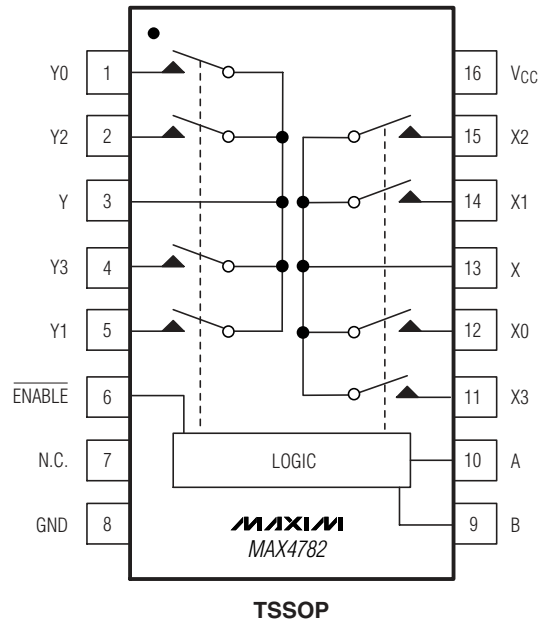 Y0 1
Y2 2
Y 3
Y3 4
Y1 5
ENABLE 6
N.C. 7
GND 8
16 VCC
15 X2
14 X1
13 X
12 X0
11 X3
10 A
9 B
LOGIC
MAXIM
MAX4782
TSSOP